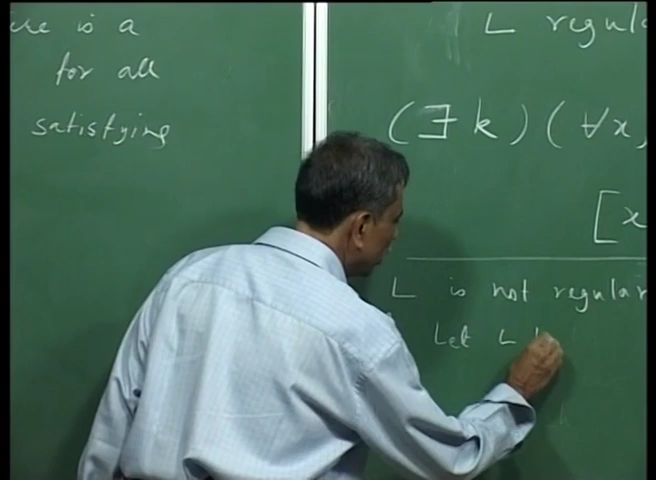 is a
for all
satisfying
L regul
(∃ k) (∀x,
[x
L is not regular
Let L